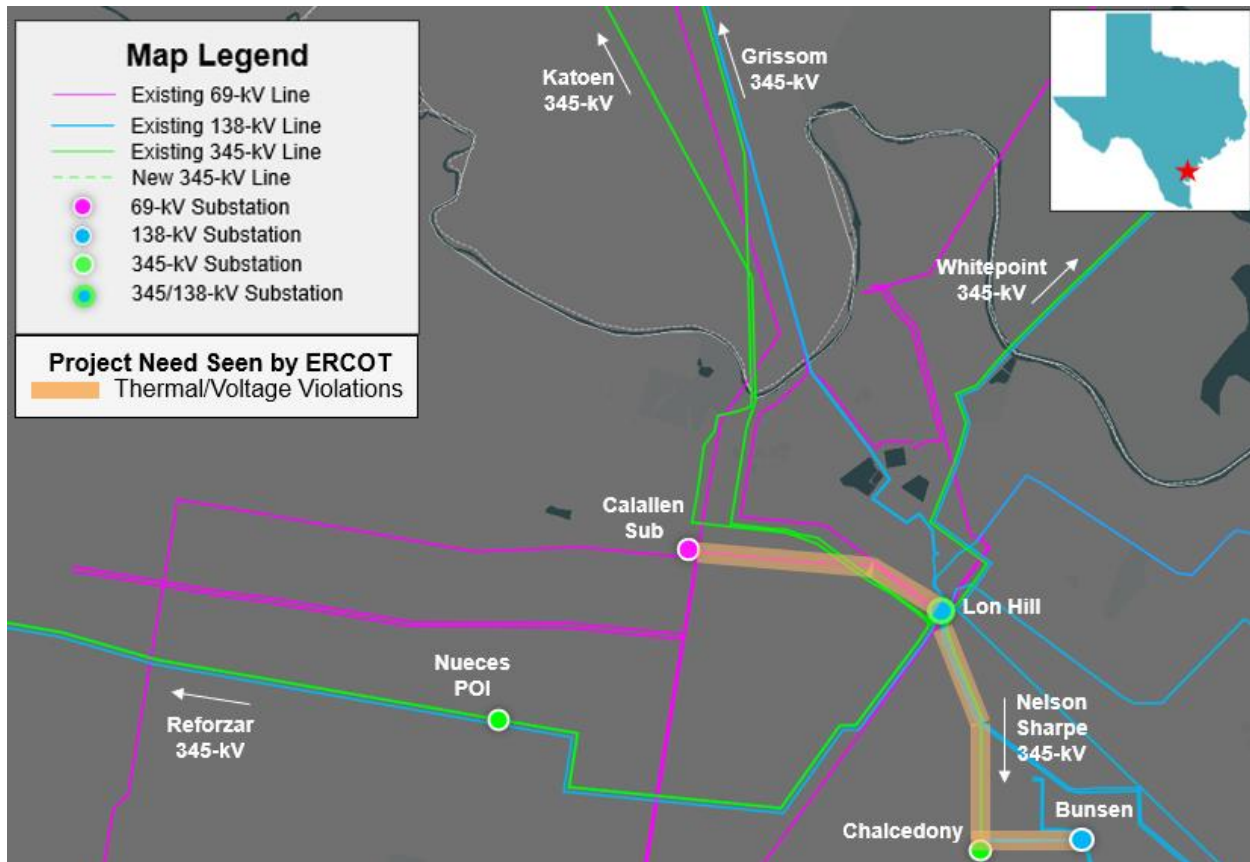 Map Legend
Existing 69-kV Line
Existing 138-kV Line
Existing 345-kV Line
New 345-kV Line
69-kV Substation
138-kV Substation
345-kV Substation
345/138-kV Substation
Project Need Seen by ERCOT
Thermal/Voltage Violations
Katoen
345-kV
Grissom
345-kV
Whitepoint
345-kV
Calallen
Sub
Lon Hill
Nueces
POI
Reforzar
345-kV
Nelson
Sharpe
345-kV
Chalcedony
Bunsen